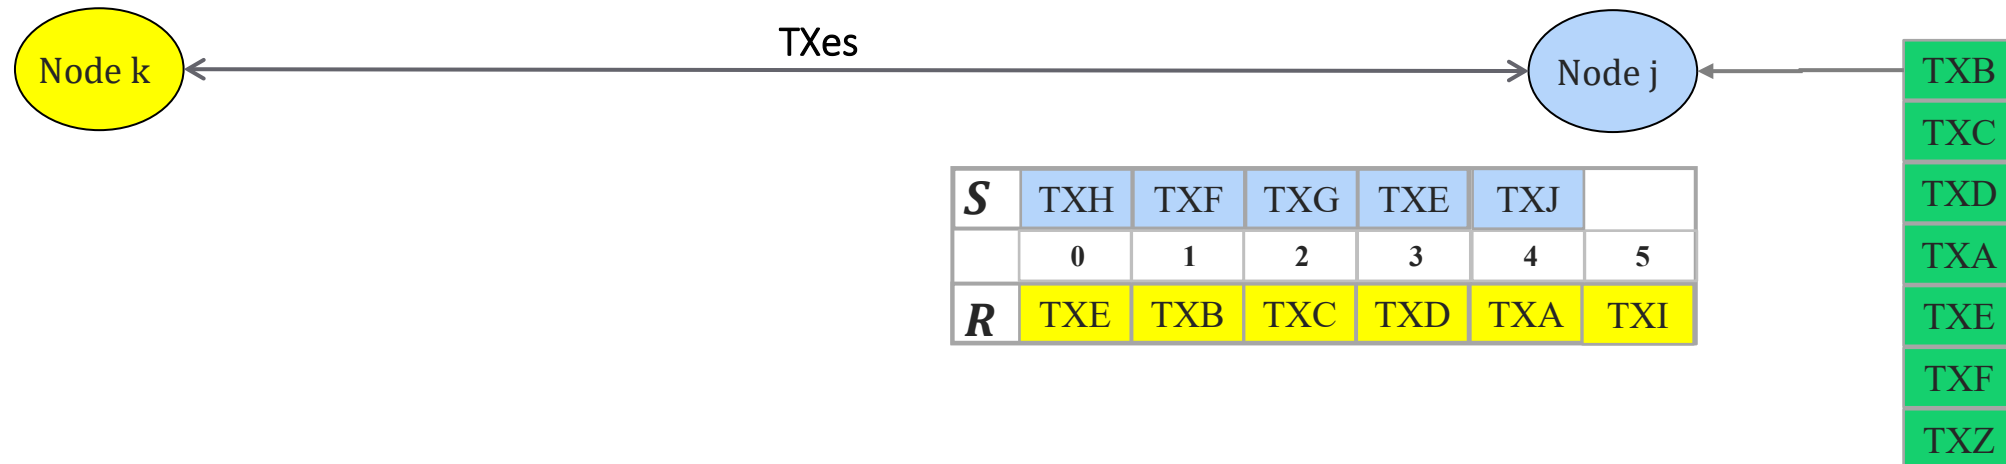 TXes
Node k
Node j
S TXH TXF TXG TXE TXJ
0 1 2 3 4 5
R TXE TXB TXC TXD TXA TXI
TXB
TXC
TXD
TXA
TXE
TXF
TXZ